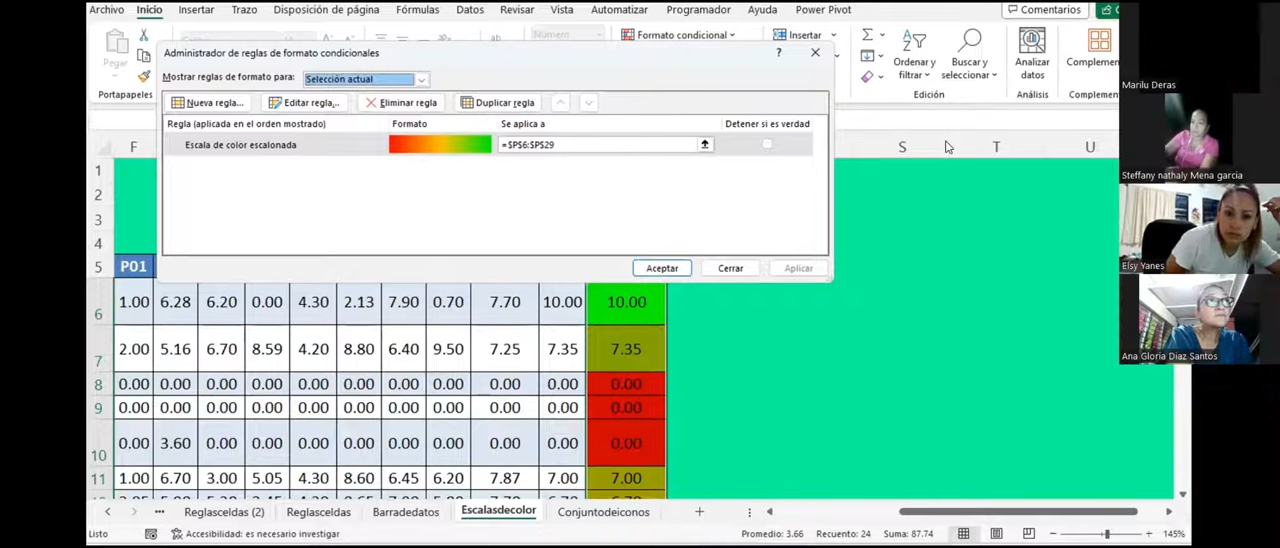 Archivo Inicio Insertar Trazo Disposición de página Fórmulas Datos Revisar Vista Automatizar Programador Ayuda Power Pivot Comentarios
Pegar
Portapapeles
Número
Formato condicional
Insertar
Ordenar y filtrar
Buscar y seleccionar
Edición
Analizar datos
Análisis
Complemen
Complement
Administrador de reglas de formato condicionales ?
Mostrar reglas de formato para: Selección actual
Nueva regla... Editar regla... Eliminar regla Duplicar regla
Regla (aplicada en el orden mostrado) Formato Se aplica a Detener si es verdad
Escala de color escalonada =$P$6:$P$29
Aceptar Cerrar Aplicar
F S T U
1
2
3
4
5 P01
6 1.00 6.28 6.20 0.00 4.30 2.13 7.90 0.70 7.70 10.00 10.00
7 2.00 5.16 6.70 8.59 4.20 8.80 6.40 9.50 7.25 7.35 7.35
8 0.00 0.00 0.00 0.00 0.00 0.00 0.00 0.00 0.00 0.00 0.00
9 0.00 0.00 0.00 0.00 0.00 0.00 0.00 0.00 0.00 0.00 0.00
10 0.00 3.60 0.00 0.00 0.00 0.00 0.00 0.00 0.00 0.00 0.00
11 1.00 6.70 3.00 5.05 4.30 8.60 6.45 6.20 7.87 7.00 7.00
Reglasceldas (2) Reglasceldas Barradedatos Escalasdecolor Conjuntodeiconos
Listo Accesibilidad: es necesario investigar Promedio: 3.66 Recuento: 24 Suma: 87.74 145%
Marilu Deras
Steffany nathaly Mena garcia
Elsy Yanes
Ana Gloria Diaz Santos